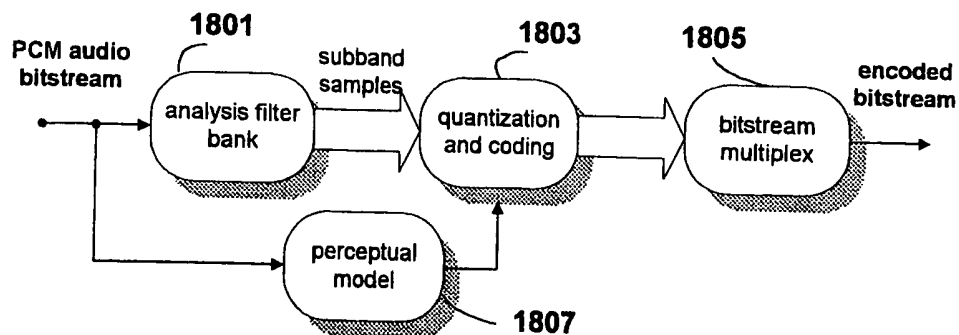 1801
1803
1805
PCM audio
bitstream
subband
samples
encoded
bitstream
analysis filter
bank
quantization
and coding
bitstream
multiplex
perceptual
model
1807